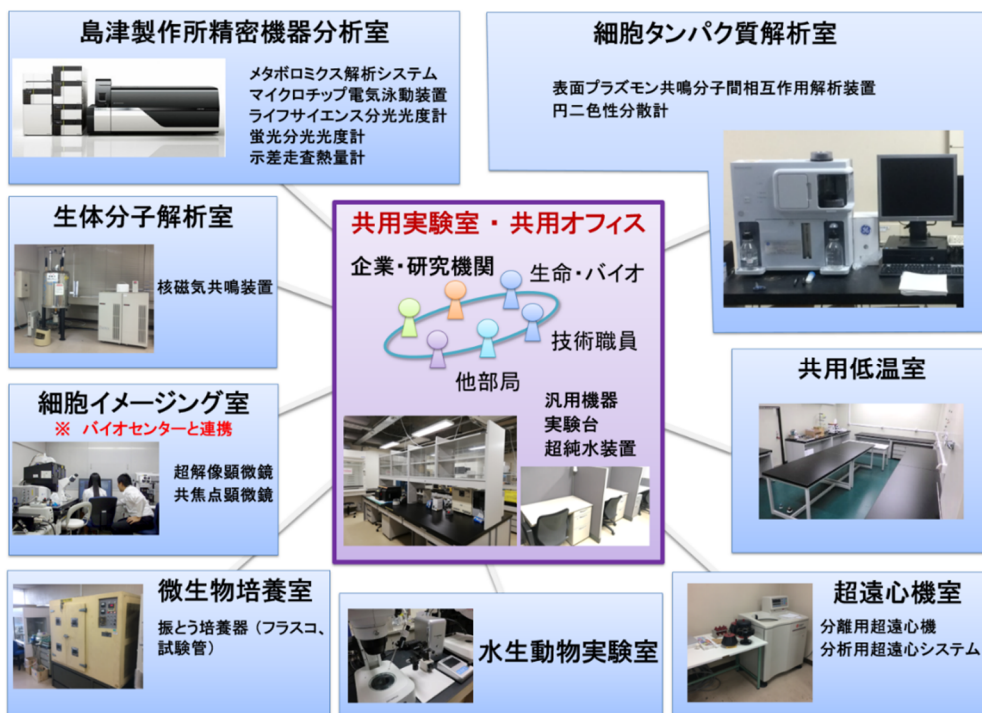 島津製作所精密機器分析室
メタボロミクス解析システム
マイクロチップ電気泳動装置
ライフサイエンス分光光度計
蛍光分光光度計
示差走査熱量計
細胞タンパク質解析室
表面プラズモン共鳴分子間相互作用解析装置
円二色性分散計
生体分子解析室
核磁気共鳴装置
共用実験室・共用オフィス
企業・研究機関
生命・バイオ
技術職員
他部局
汎用機器
実験台
超純水装置
細胞イメージング室
※ バイオセンターと連携
超解像顕微鏡
共焦点顕微鏡
共用低温室
微生物培養室
振とう培養器（フラスコ、
試験管）
水生動物実験室
超遠心機室
分離用超遠心機
分析用超遠心システム